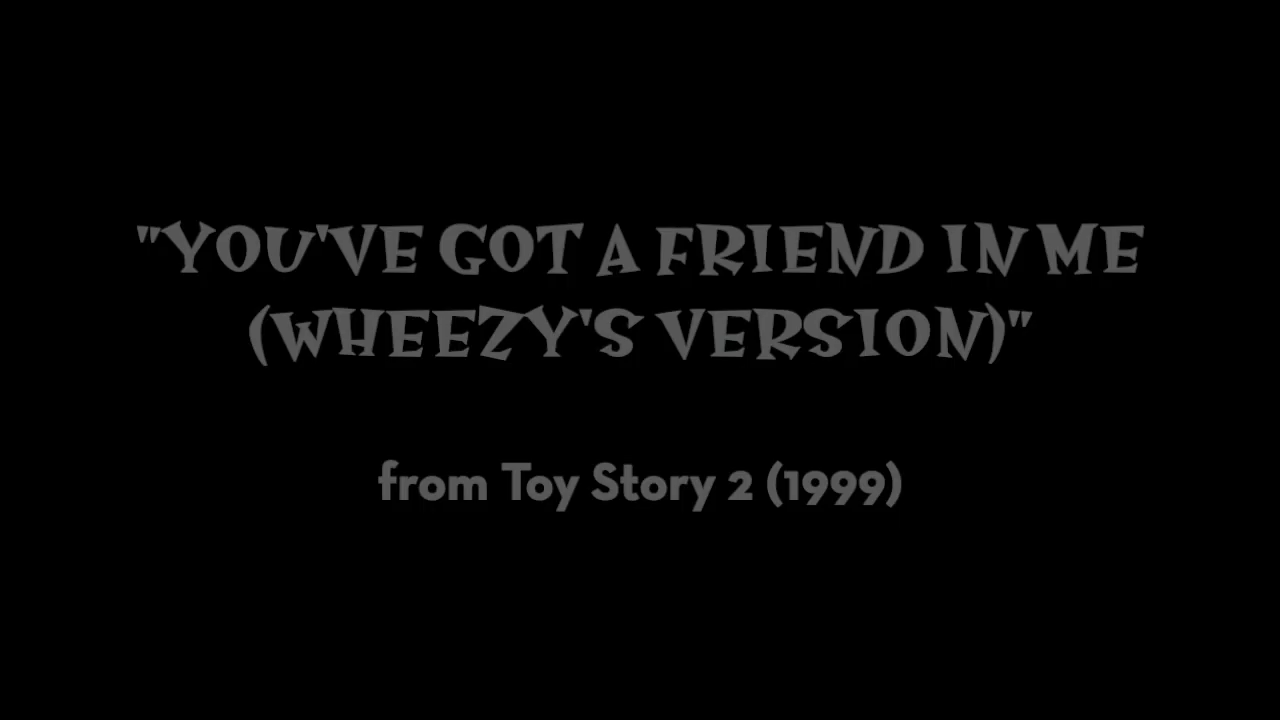 "YOU'VE GOT A FRIEND IN ME
(WHEEZY'S VERSION)"
from Toy Story 2 (1999)